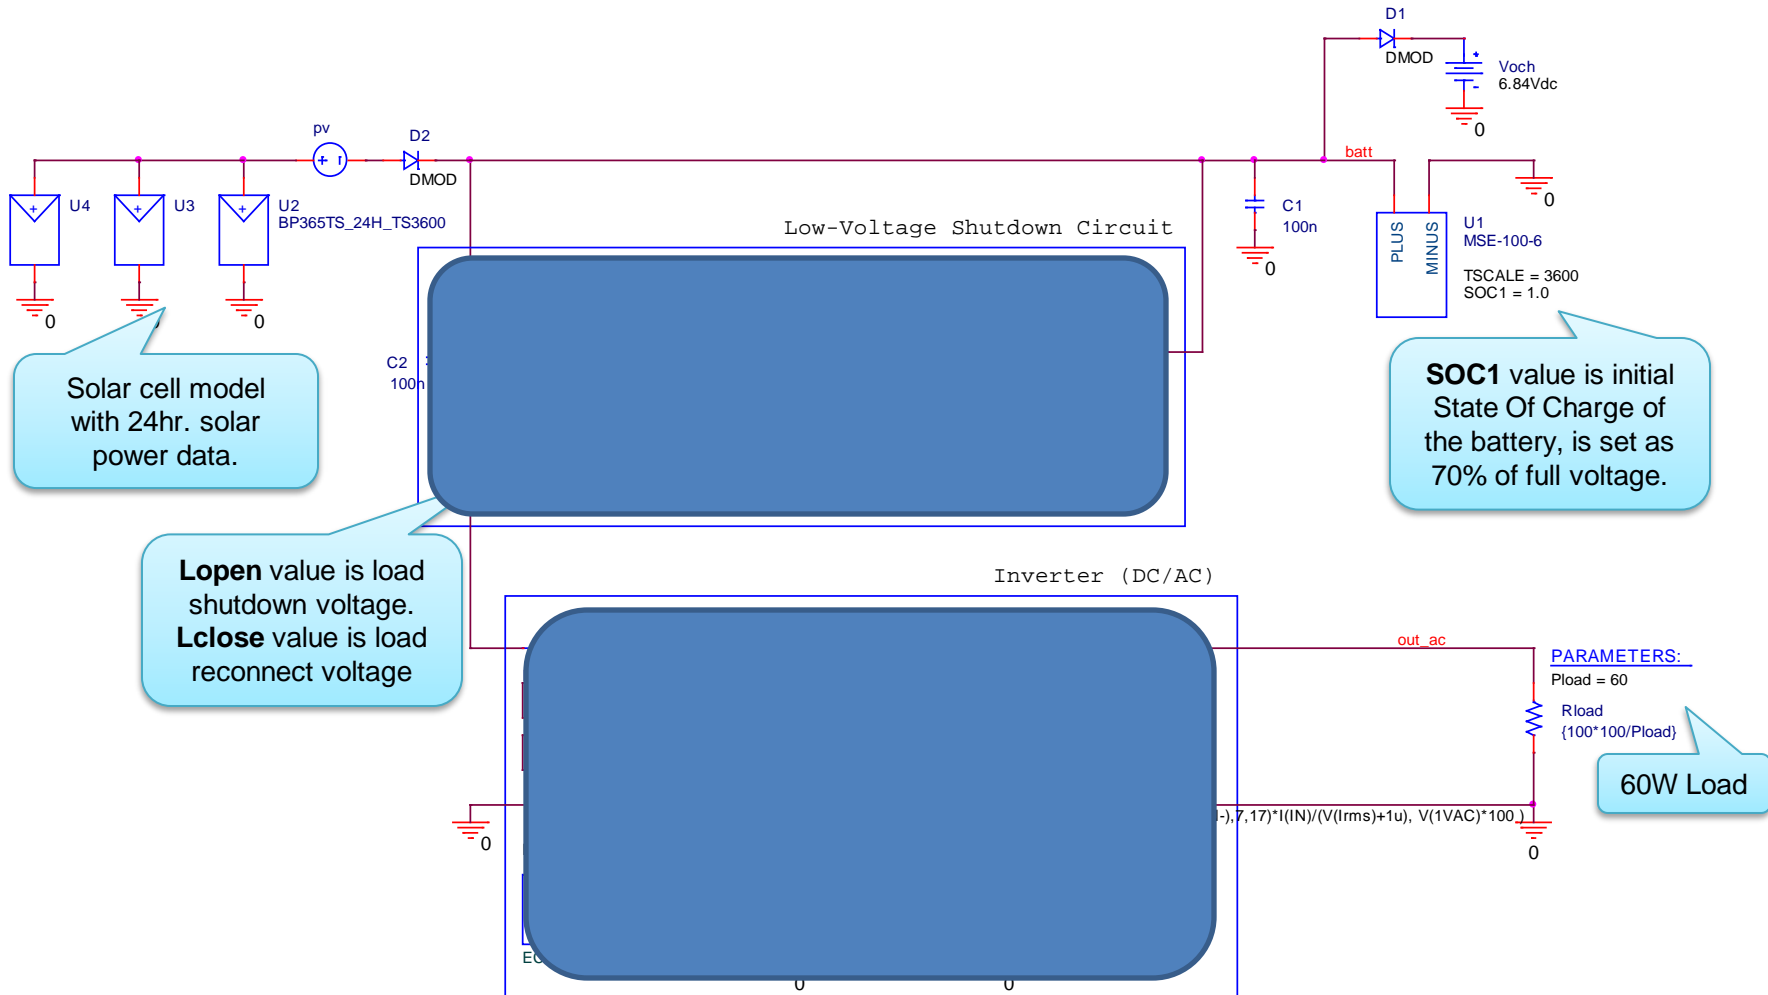 D1
DMOD
Voch
6.84Vdc
0
pv
D2
DMOD
batt
0
U4
U3
U2
BP365TS_24H_TS3600
C1
100n
0
PLUS
MINUS
U1
MSE-100-6
TSCALE = 3600
SOC1 = 1.0
Low-Voltage Shutdown Circuit
0
0
0
C2
100n
Solar cell model
with 24hr. solar
power data.
SOC1 value is initial
State Of Charge of
the battery, is set as
70% of full voltage.
Lopen value is load
shutdown voltage.
Lclose value is load
reconnect voltage
Inverter (DC/AC)
out_ac
PARAMETERS:
Pload = 60
Rload
{100*100/Pload}
60W Load
-),7,17)*I(IN)/(V(Irms)+1u), V(1VAC)*100 )
0
0
0
0